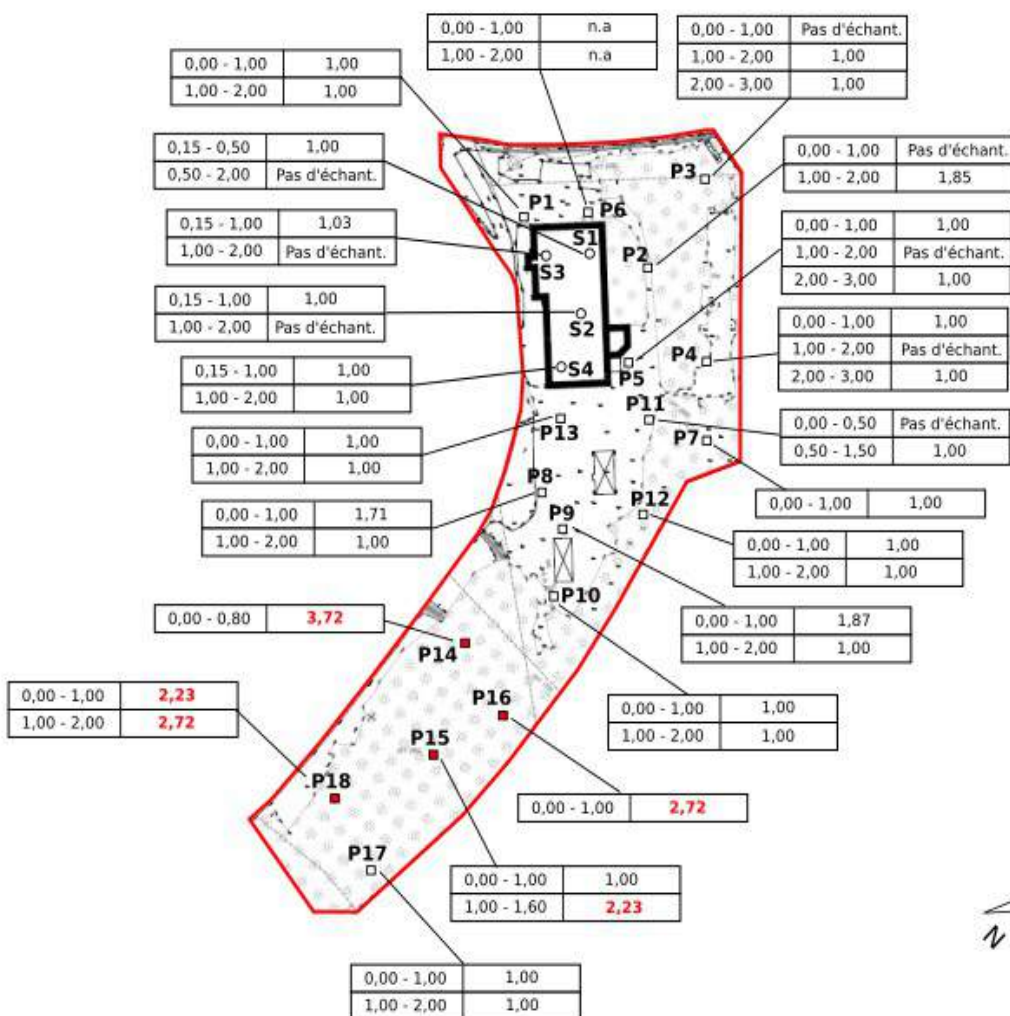 0,00 - 1,00 n.a
1,00 - 2,00 n.a
0,00 - 1,00 Pas d'échant.
1,00 - 2,00 1,00
2,00 - 3,00 1,00
0,00 - 1,00 1,00
1,00 - 2,00 1,00
0,15 - 0,50 1,00
0,50 - 2,00 Pas d'échant.
0,00 - 1,00 Pas d'échant.
1,00 - 2,00 1,85
0,15 - 1,00 1,03
1,00 - 2,00 Pas d'échant.
0,00 - 1,00 1,00
1,00 - 2,00 Pas d'échant.
2,00 - 3,00 1,00
0,15 - 1,00 1,00
1,00 - 2,00 Pas d'échant.
0,00 - 1,00 1,00
1,00 - 2,00 Pas d'échant.
2,00 - 3,00 1,00
0,15 - 1,00 1,00
1,00 - 2,00 1,00
0,00 - 0,50 Pas d'échant.
0,50 - 1,50 1,00
0,00 - 1,00 1,00
1,00 - 2,00 1,00
0,00 - 1,00 1,00
0,00 - 1,00 1,71
1,00 - 2,00 1,00
0,00 - 1,00 1,00
1,00 - 2,00 1,00
0,00 - 0,80 3,72
0,00 - 1,00 1,87
1,00 - 2,00 1,00
0,00 - 1,00 2,23
1,00 - 2,00 2,72
0,00 - 1,00 1,00
1,00 - 2,00 1,00
0,00 - 1,00 2,72
0,00 - 1,00 1,00
1,00 - 1,60 2,23
0,00 - 1,00 1,00
1,00 - 2,00 1,00
P3
P1
P6
S1
S3
P2
S2
P4
S4
P5
P11
P13
P7
P8
P12
P9
P10
P14
P16
P15
P18
P17
N